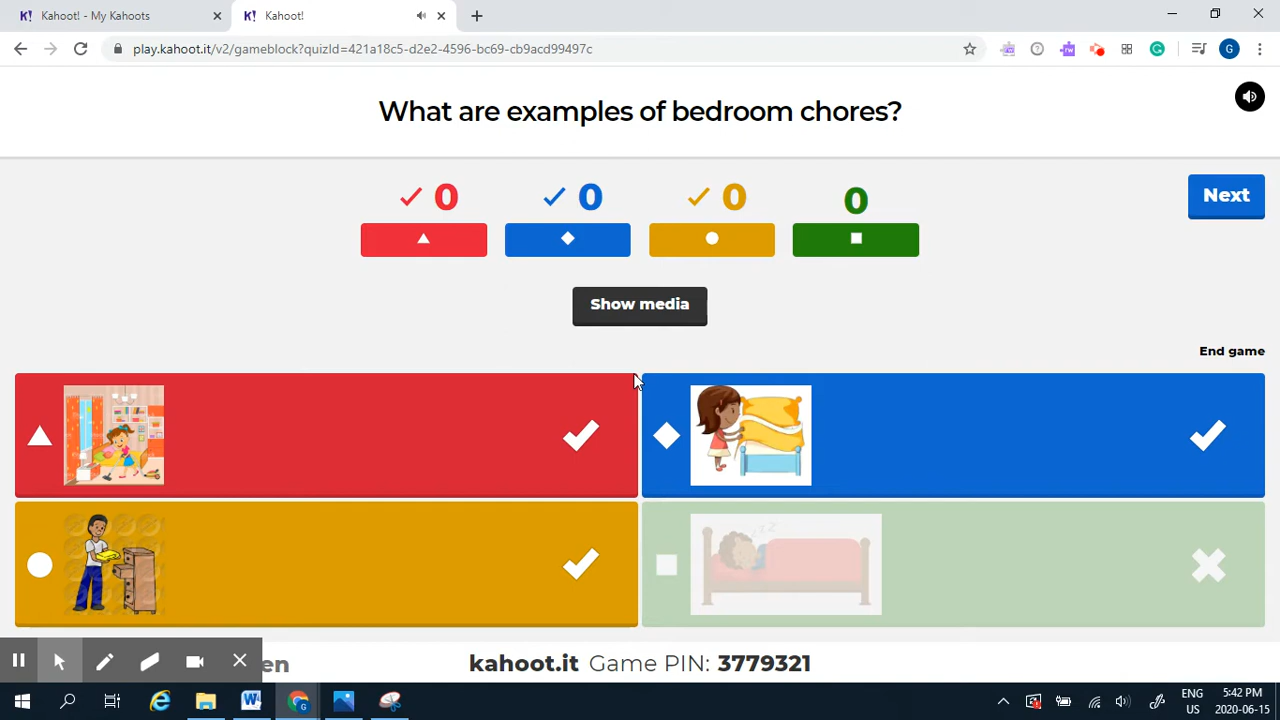 Kahoot! - My Kahoots
Kahoot!
play.kahoot.it/v2/gameblock?quizId=421a18c5-d2e2-4596-bc69-cb9acd99497c
G
What are examples of bedroom chores?
0
0
0
0
Next
Show media
End game
en
kahoot.it Game PIN: 3779321
ENG
US
5:42 PM
2020-06-15